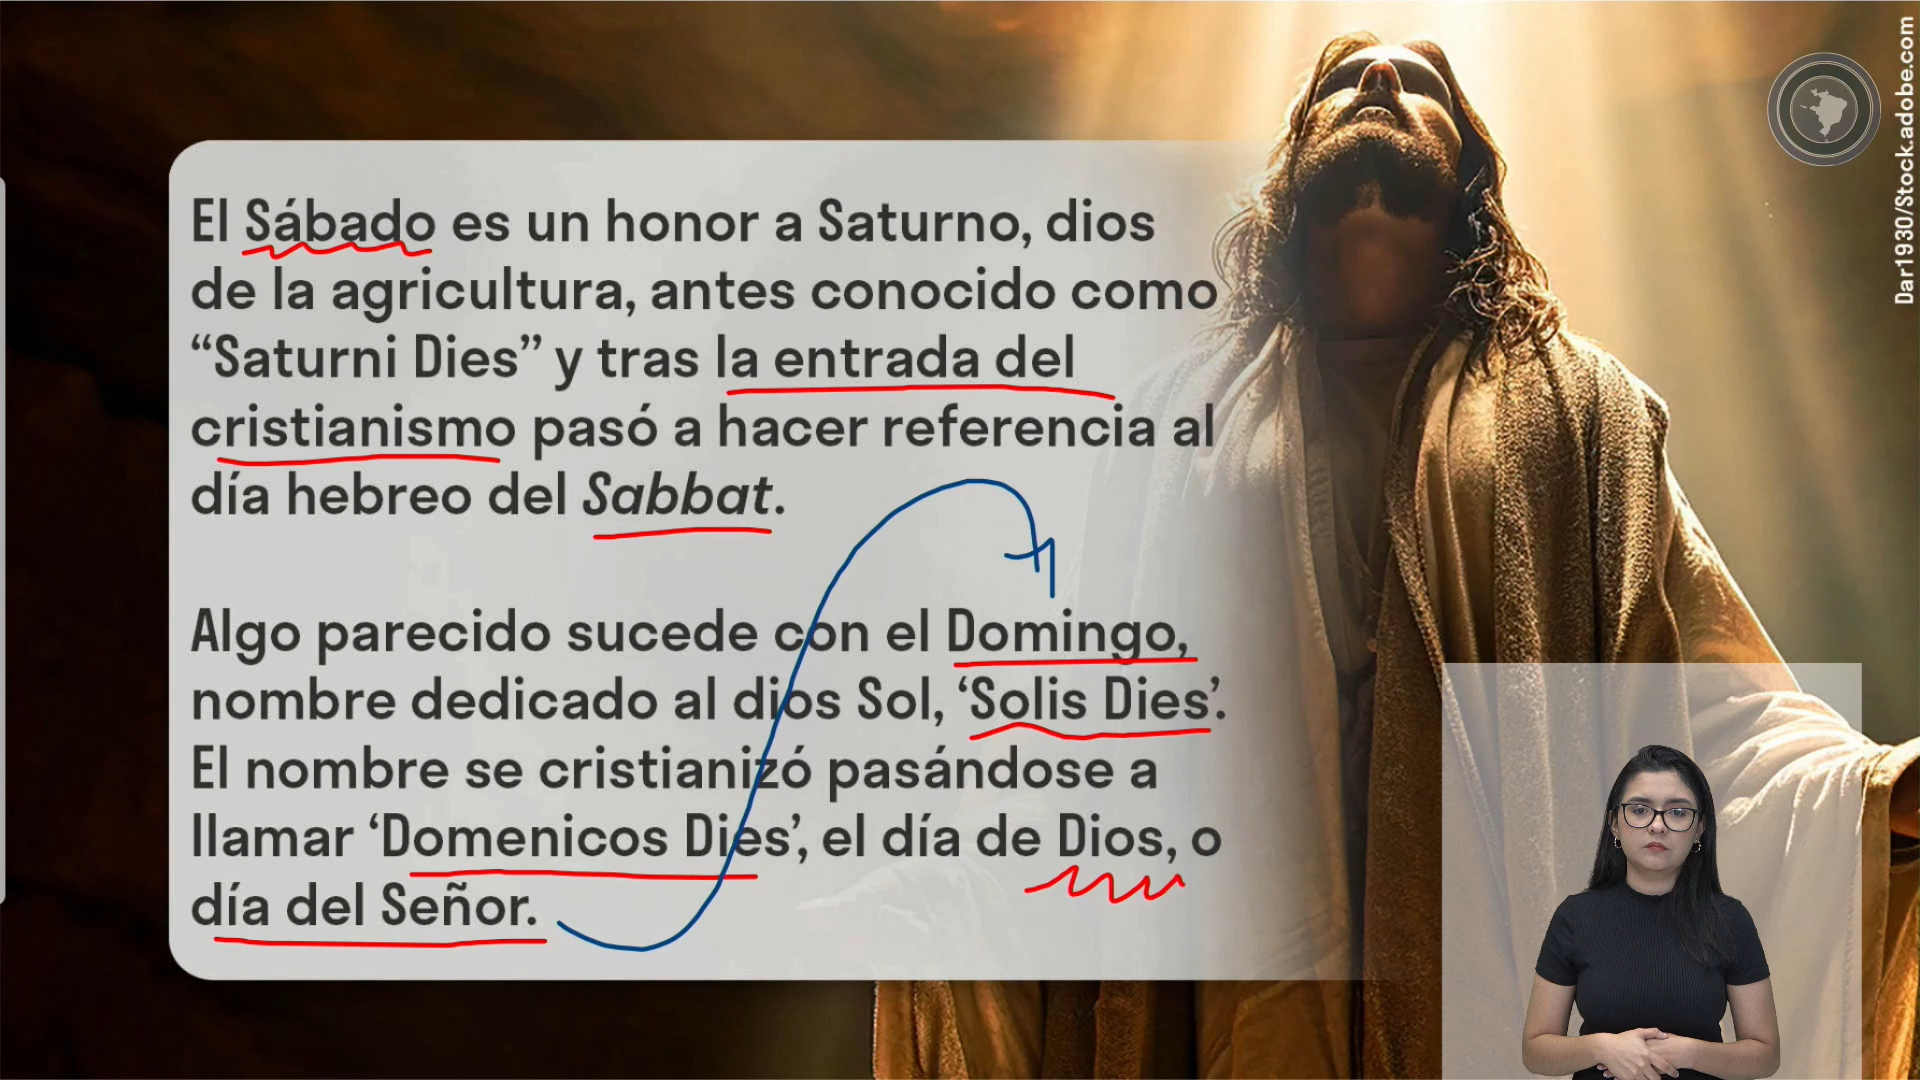 El Sábado es un honor a Saturno, dios
de la agricultura, antes conocido como
“Saturni Dies” y tras la entrada del
cristianismo pasó a hacer referencia al
día hebreo del Sabbat.
Algo parecido sucede con el Domingo,
nombre dedicado al dios Sol, ‘Solis Dies’.
El nombre se cristianizó pasándose a
llamar ‘Domenicos Dies’, el día de Dios, o
día del Señor.
Dar1930/Stock.adobe.com